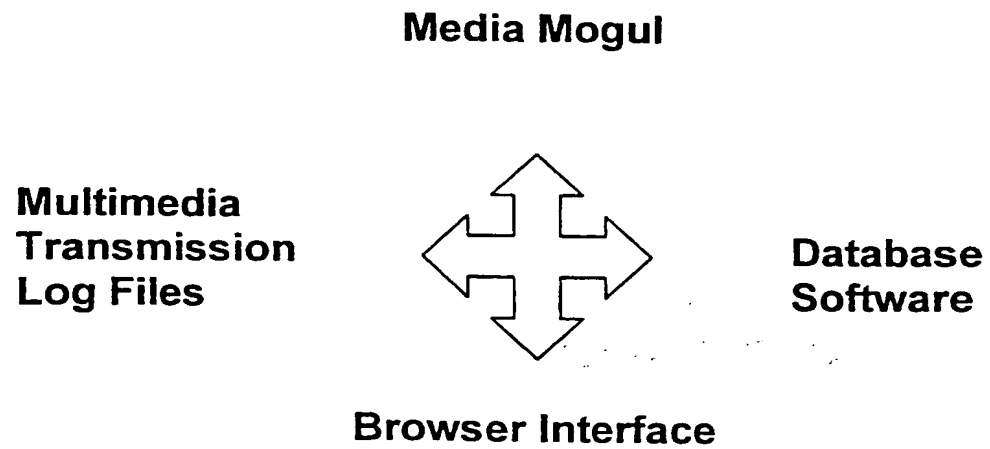 Media Mogul
Multimedia
Transmission
Log Files
Database
Software
Browser Interface